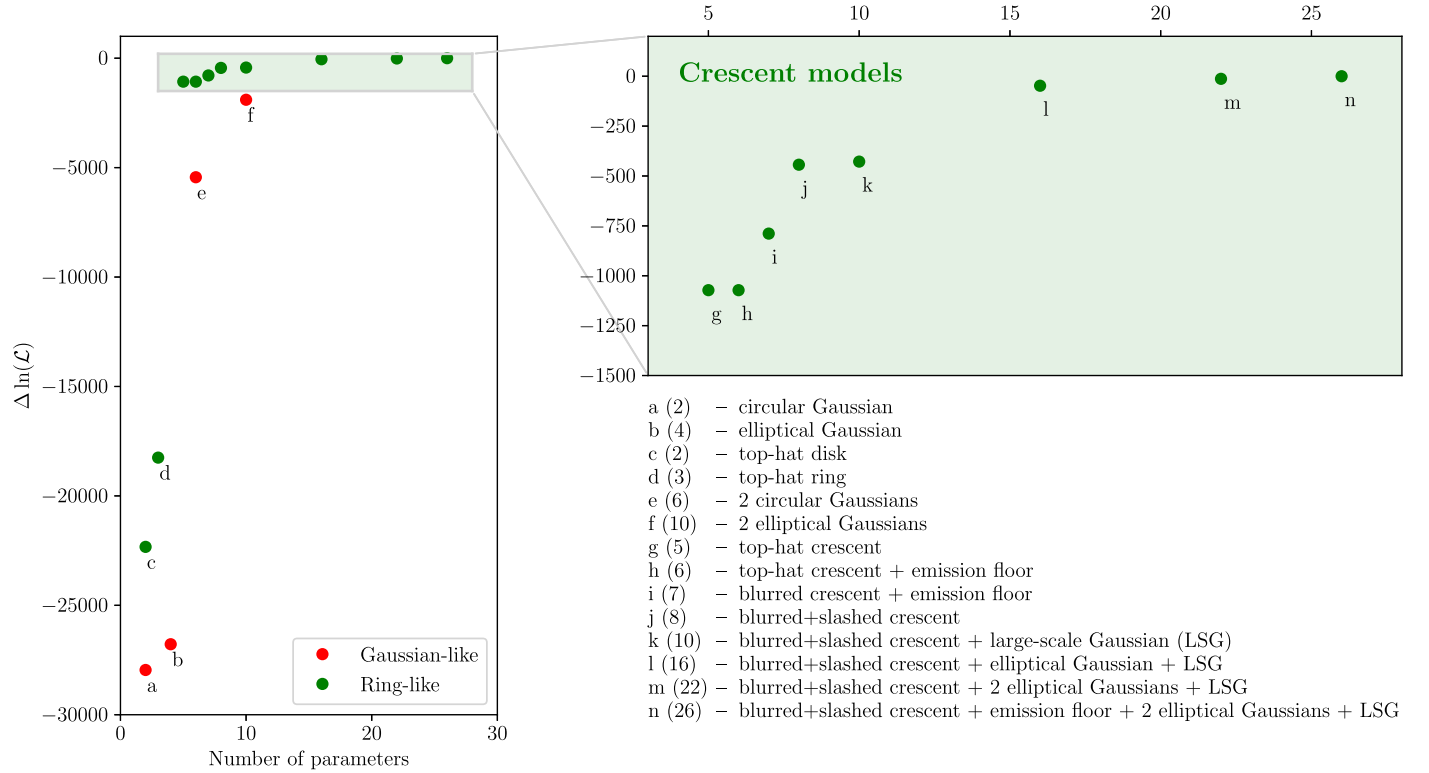 5 10 15 20 25
0
−5000
−10000
−15000
−20000
−25000
−30000
Δ ln(ℒ)
0 10 20 30
Number of parameters
a
b
c
d
e
f
Gaussian-like
Ring-like
Crescent models
0
−250
−500
−750
−1000
−1250
−1500
g
h
i
j
k
l
m
n
a (2) – circular Gaussian
b (4) – elliptical Gaussian
c (2) – top-hat disk
d (3) – top-hat ring
e (6) – 2 circular Gaussians
f (10) – 2 elliptical Gaussians
g (5) – top-hat crescent
h (6) – top-hat crescent + emission floor
i (7) – blurred crescent + emission floor
j (8) – blurred+slashed crescent
k (10) – blurred+slashed crescent + large-scale Gaussian (LSG)
l (16) – blurred+slashed crescent + elliptical Gaussian + LSG
m (22) – blurred+slashed crescent + 2 elliptical Gaussians + LSG
n (26) – blurred+slashed crescent + emission floor + 2 elliptical Gaussians + LSG